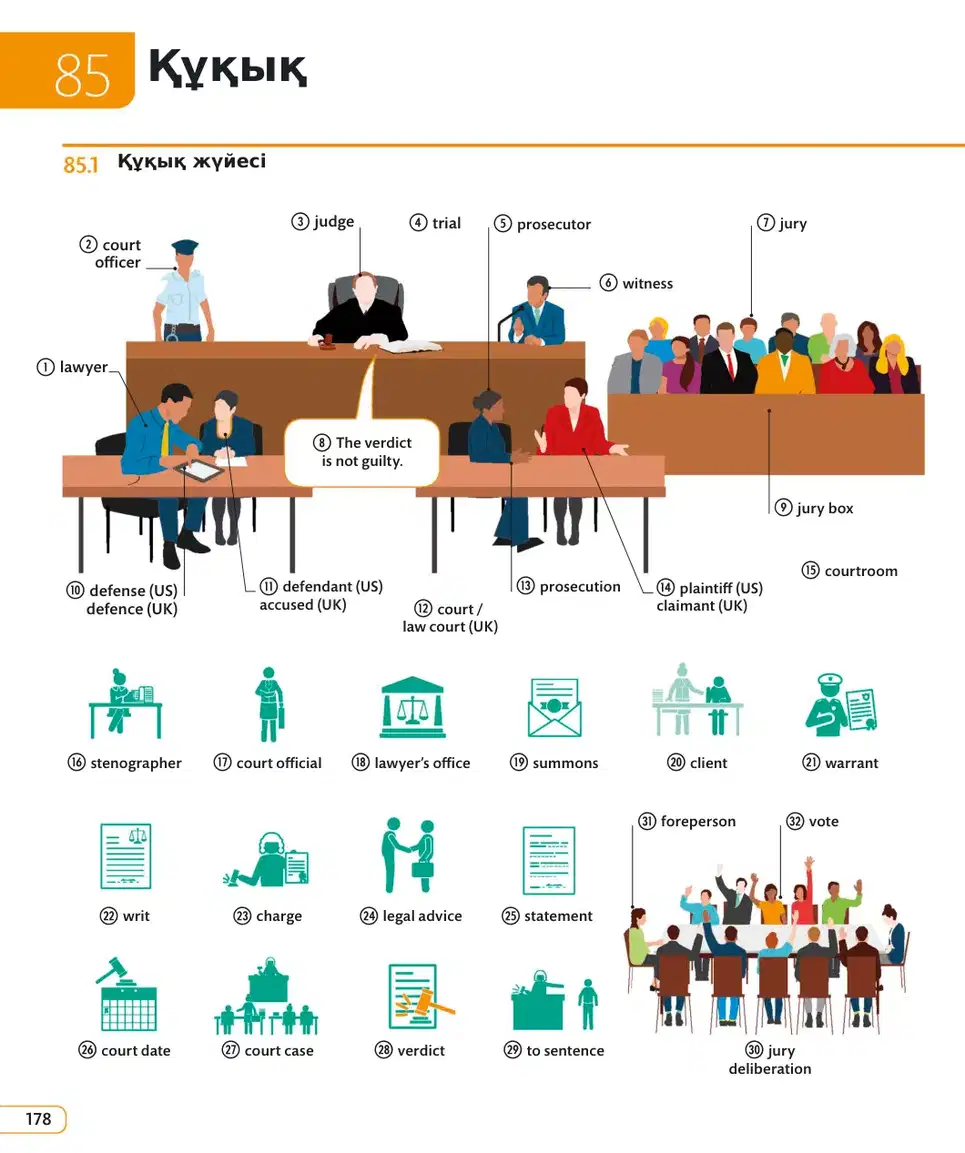 85
Құқық
85.1 Құқық жүйесі
① lawyer
② court
officer
③ judge
④ trial
⑤ prosecutor
⑥ witness
⑦ jury
⑧ The verdict
is not guilty.
⑨ jury box
⑩ defense (US)
defence (UK)
⑪ defendant (US)
accused (UK)
⑫ court /
law court (UK)
⑬ prosecution
⑭ plaintiff (US)
claimant (UK)
⑮ courtroom
⑯ stenographer
⑰ court official
⑱ lawyer’s office
⑲ summons
⑳ client
㉑ warrant
㉒ writ
㉓ charge
㉔ legal advice
㉕ statement
㉖ court date
㉗ court case
㉘ verdict
㉙ to sentence
㉚ jury
deliberation
㉛ foreperson
㉜ vote
178